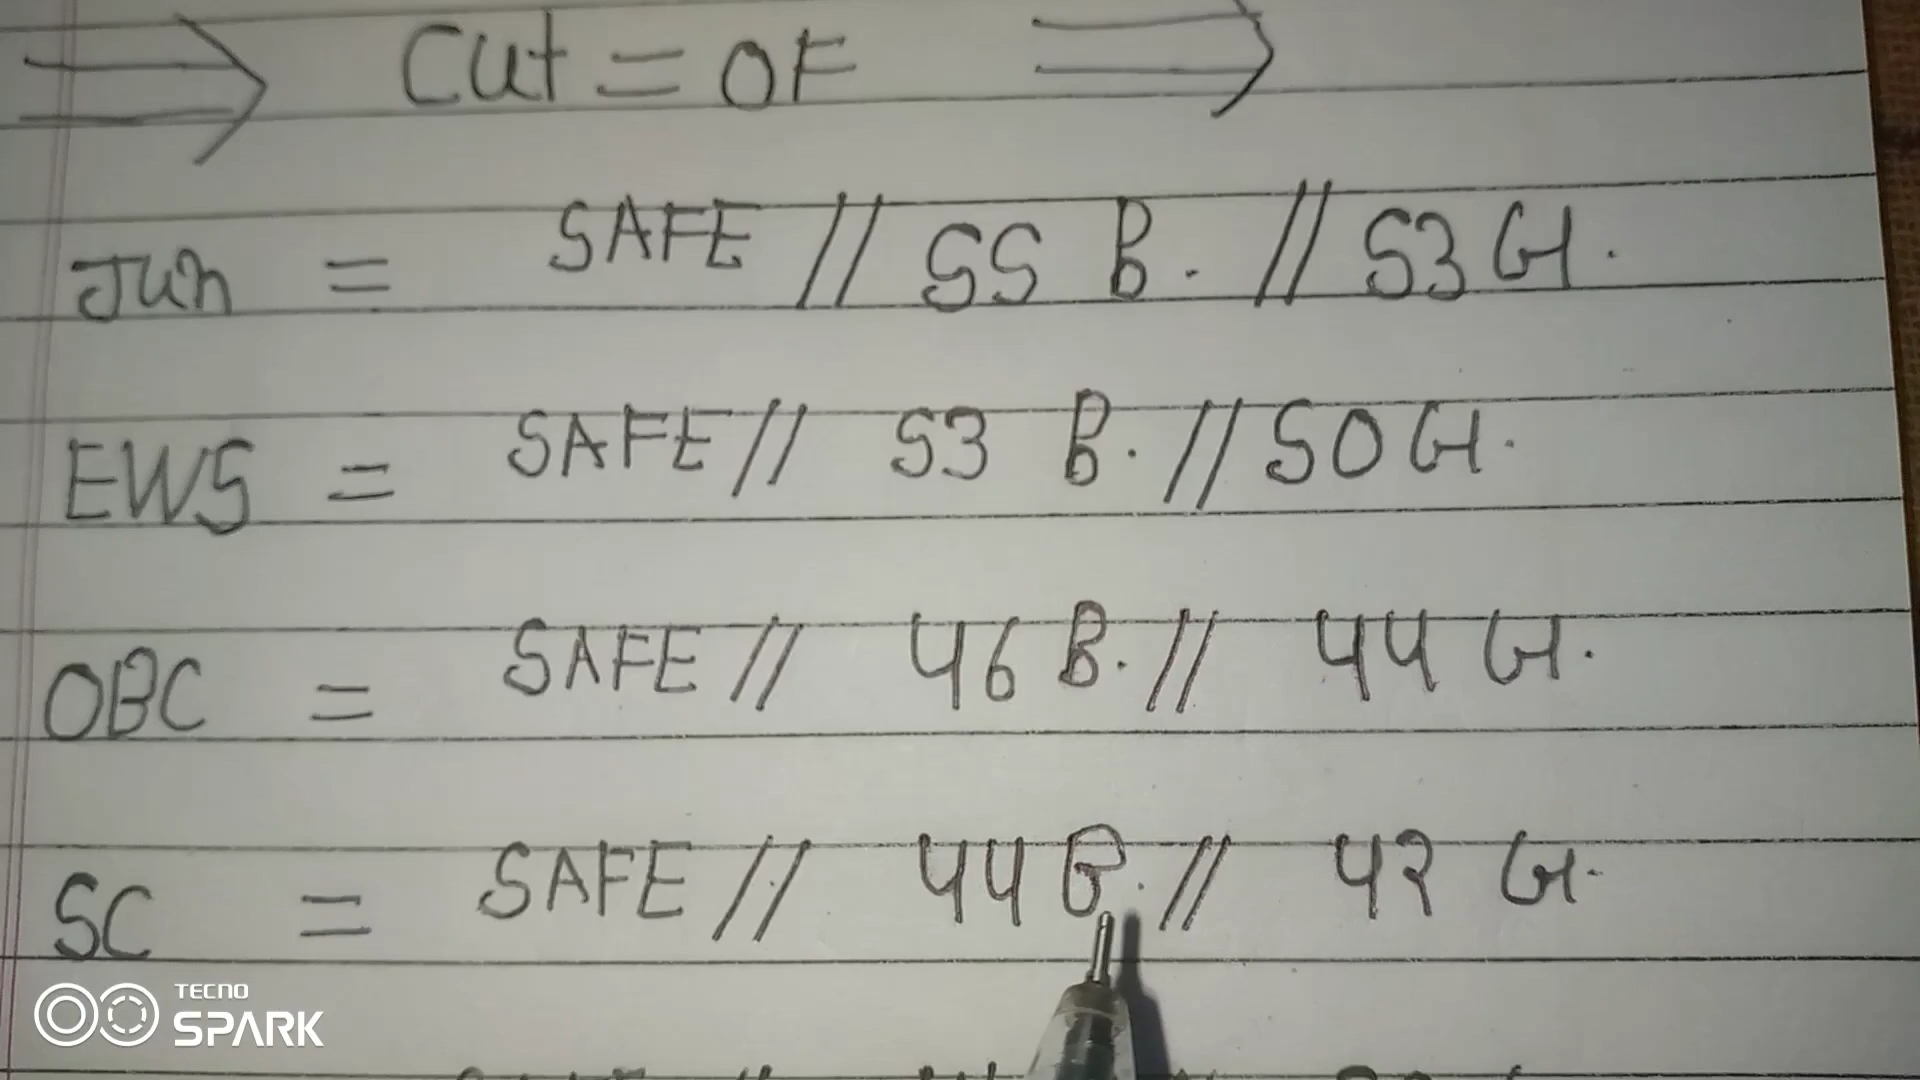 ⇒ Cut = OF ⇒
Jun = SAFE // 55 B. // 53 G.
EWS = SAFE // 53 B. // 50 G.
OBC = SAFE // 46 B. // 44 G.
SC = SAFE // 44 B. // 42 G.
TECNO
SPARK